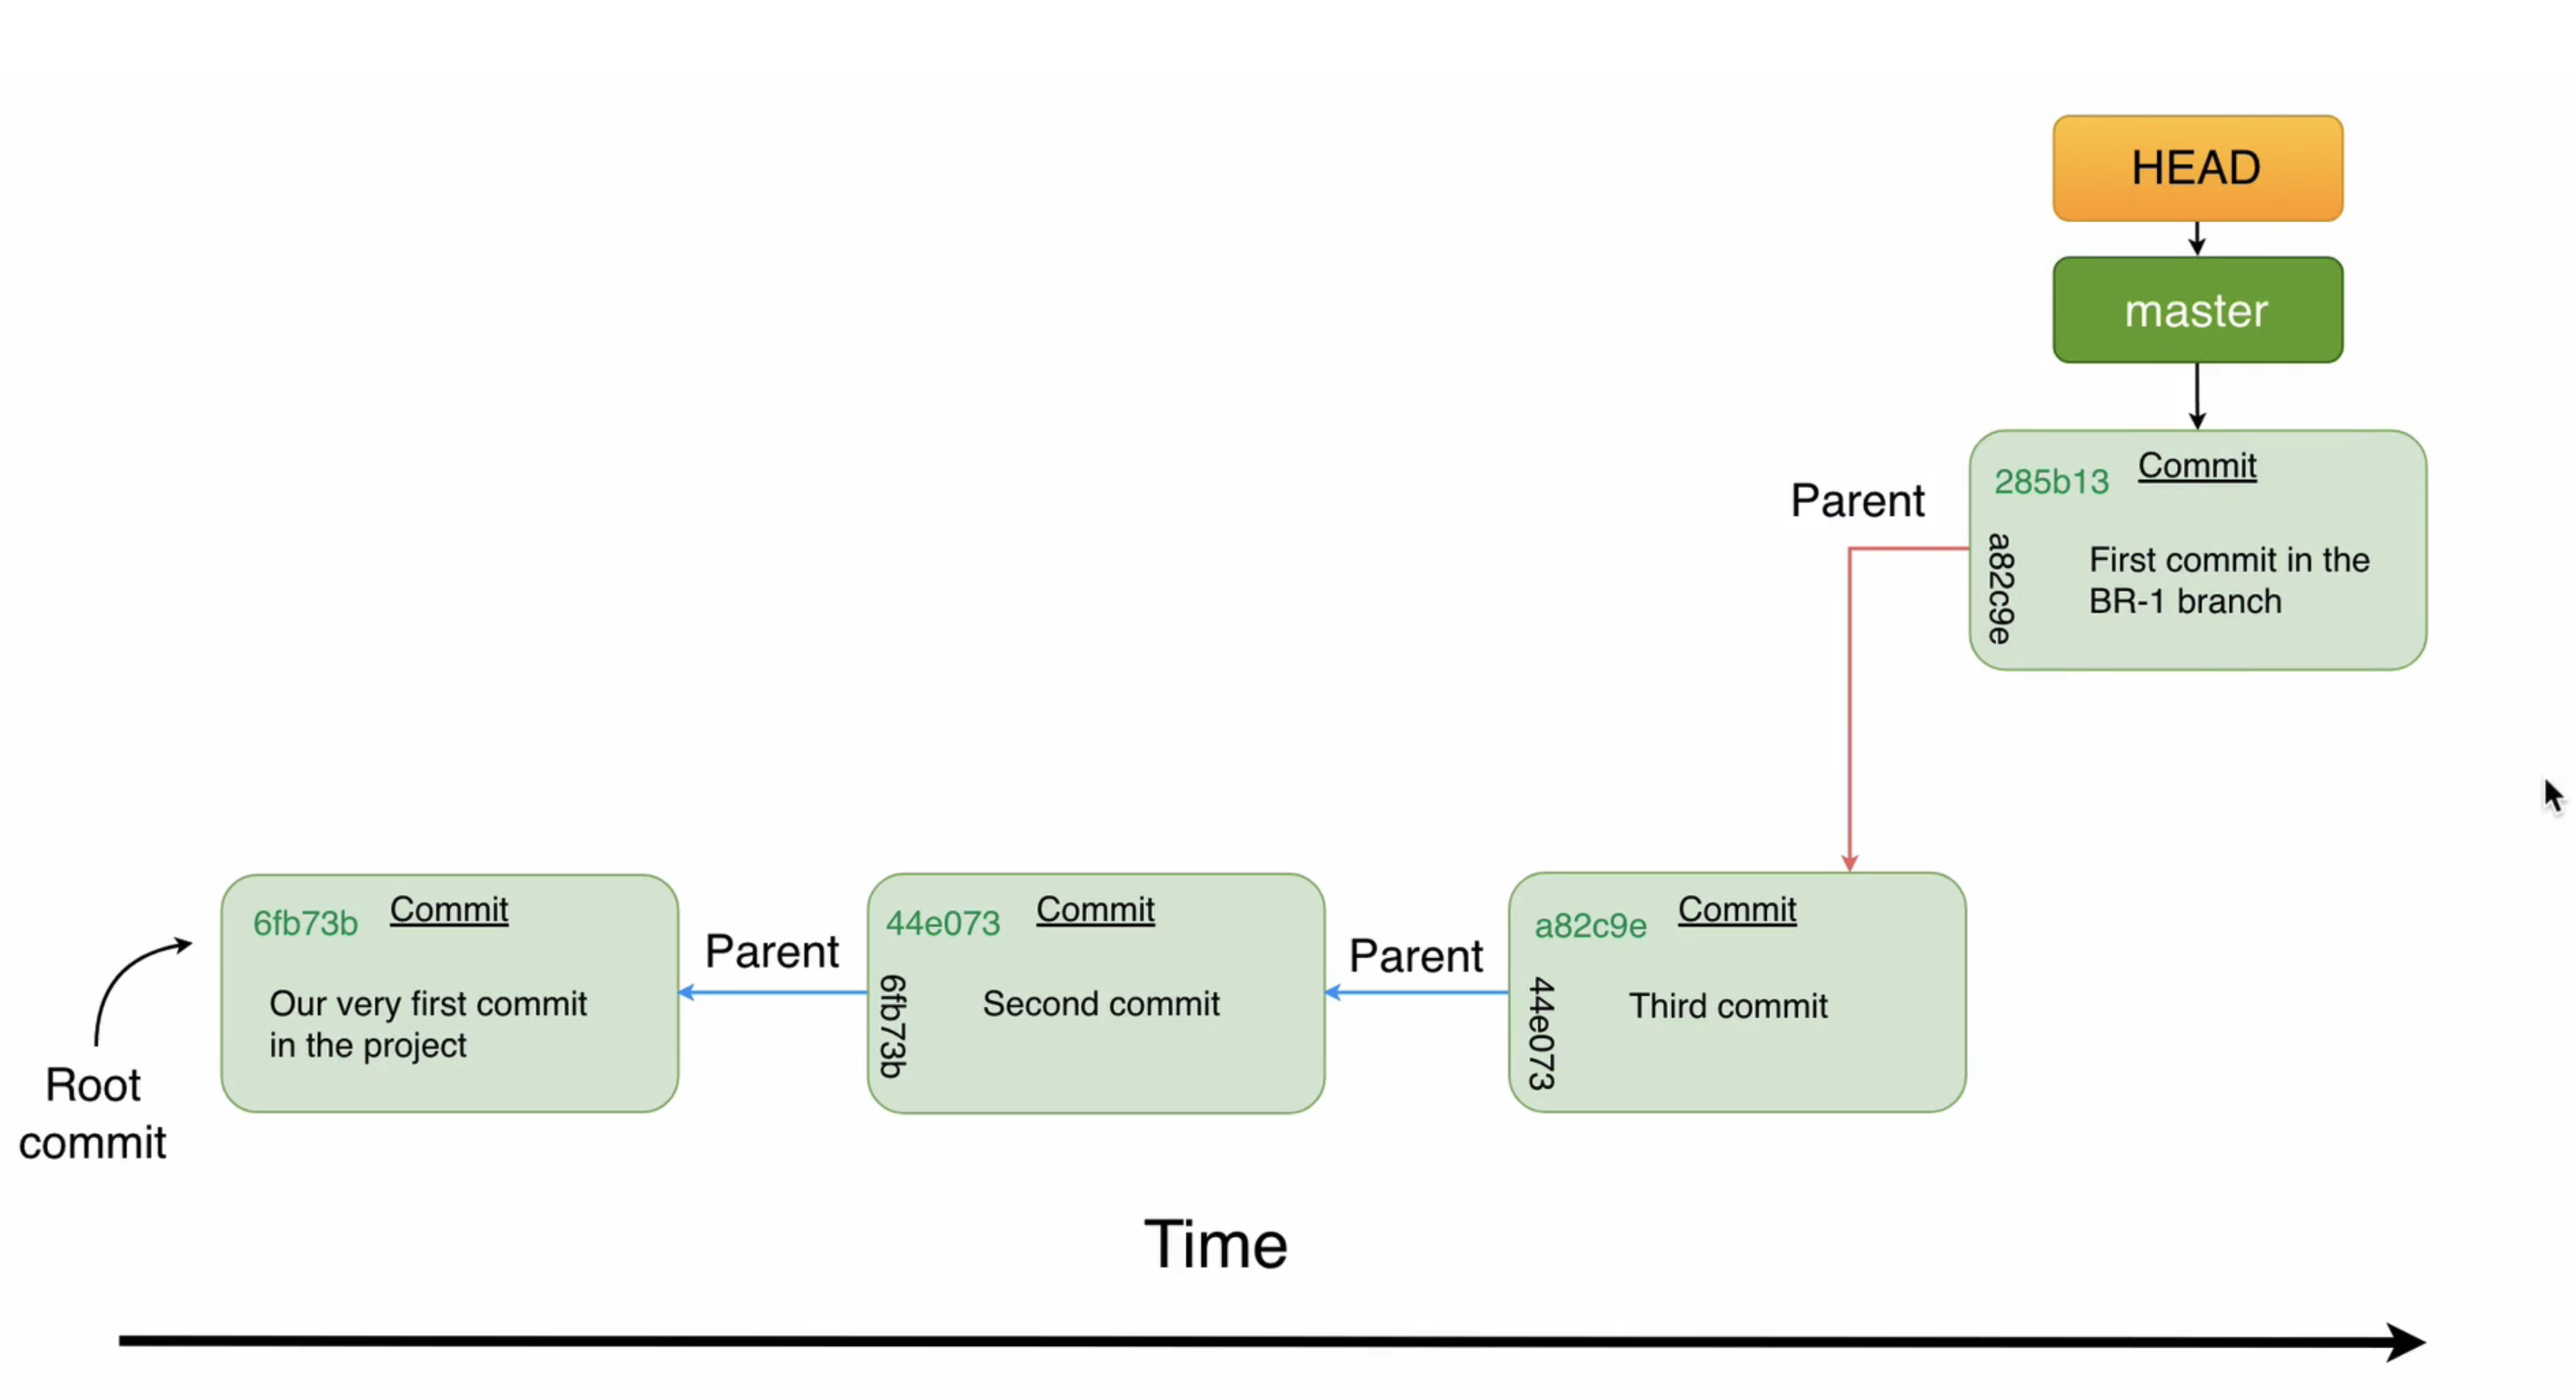 HEAD
master
Parent
285b13 Commit
a82c9e
First commit in the
BR-1 branch
6fb73b Commit
Our very first commit
in the project
Root
commit
Parent
44e073 Commit
6fb73b
Second commit
Parent
a82c9e Commit
44e073
Third commit
Time